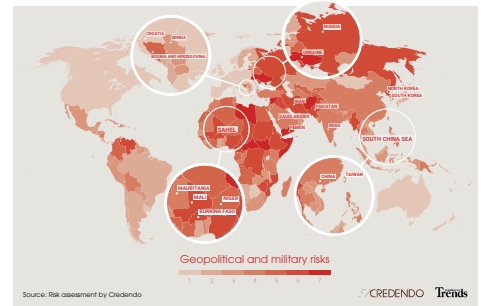 CROATIA
SERBIA
BOSNIA AND HERZEGOVINA
RUSSIA
UKRAINE
NORTH KOREA
SOUTH KOREA
IRAN
PAKISTAN
SAUDI ARABIA
YEMEN
INDIA
SAHEL
SOUTH CHINA SEA
MAURITANIA
MALI
NIGER
BURKINA FASO
CHINA
TAIWAN
Geopolitical and military risks
1 2 3 4 5 6 7
Source: Risk assessment by Credendo
CREDENDO
Trends